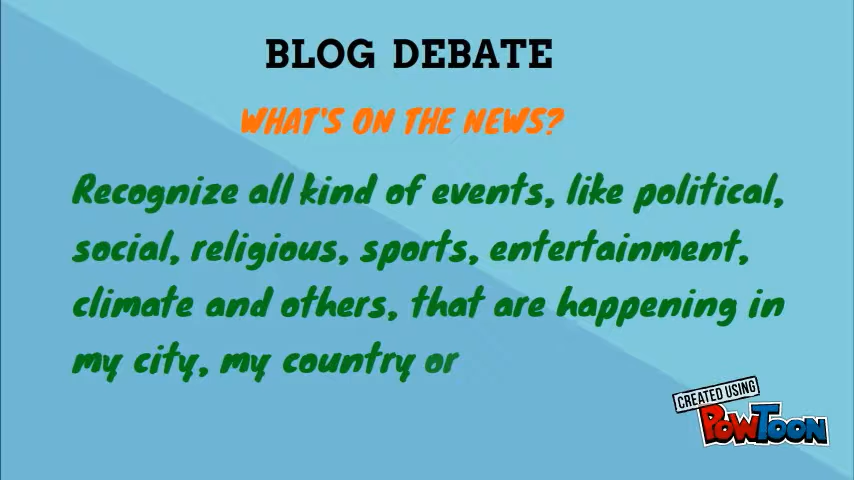 BLOG DEBATE
WHAT'S ON THE NEWS?
Recognize all kind of events, like political,
social, religious, sports, entertainment,
climate and others, that are happening in
my city, my country or
CREATED USING
POWTOON